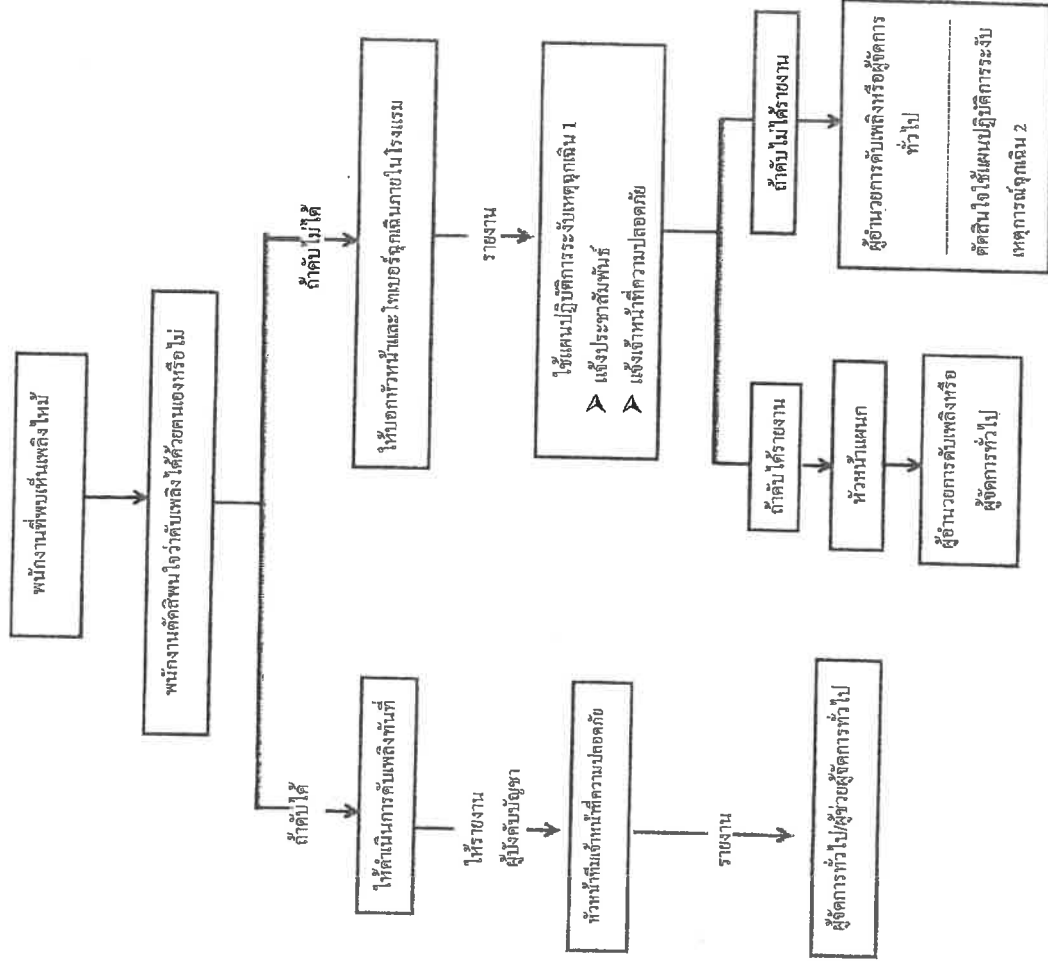 พนักงานที่พบเห็นเพลิงไหม้
พนักงานตัดสิพนใจว่าดับเพลิงได้ด้วยตนเองหรือไม่
ถ้าดับได้
ให้ดำเนินการดับเพลิงทันที
ให้รายงาน
ผู้บังคับบัญชา
หัวหน้าทีมเจ้าหน้าที่ความปลอดภัย
รายงาน
ผู้จัดการทั่วไป/ผู้ช่วยผู้จัดการทั่วไป
ถ้าดับไม่ได้
ให้บอกหัวหน้าและโทเบอร์ฉุกเฉินภายในโรงแรม
รายงาน
ใช้แผนปฏิบัติการระงับเหตุฉุกเฉิน 1
➢ แจ้งประชาสัมพันธ์
➢ แจ้งเจ้าหน้าที่ความปลอดภัย
ถ้าดับได้รายงาน
หัวหน้าแผนก
ผู้อำนวยการดับเพลิงหรือ
ผู้จัดการทั่วไป
ถ้าดับไม่ได้รายงาน
ผู้อำนวยการดับเพลิงหรือผู้จัดการ
ทั่วไป
ตัดสินใจใช้แผนปฏิบัติการระงับ
เหตุการณ์ฉุกเฉิน 2